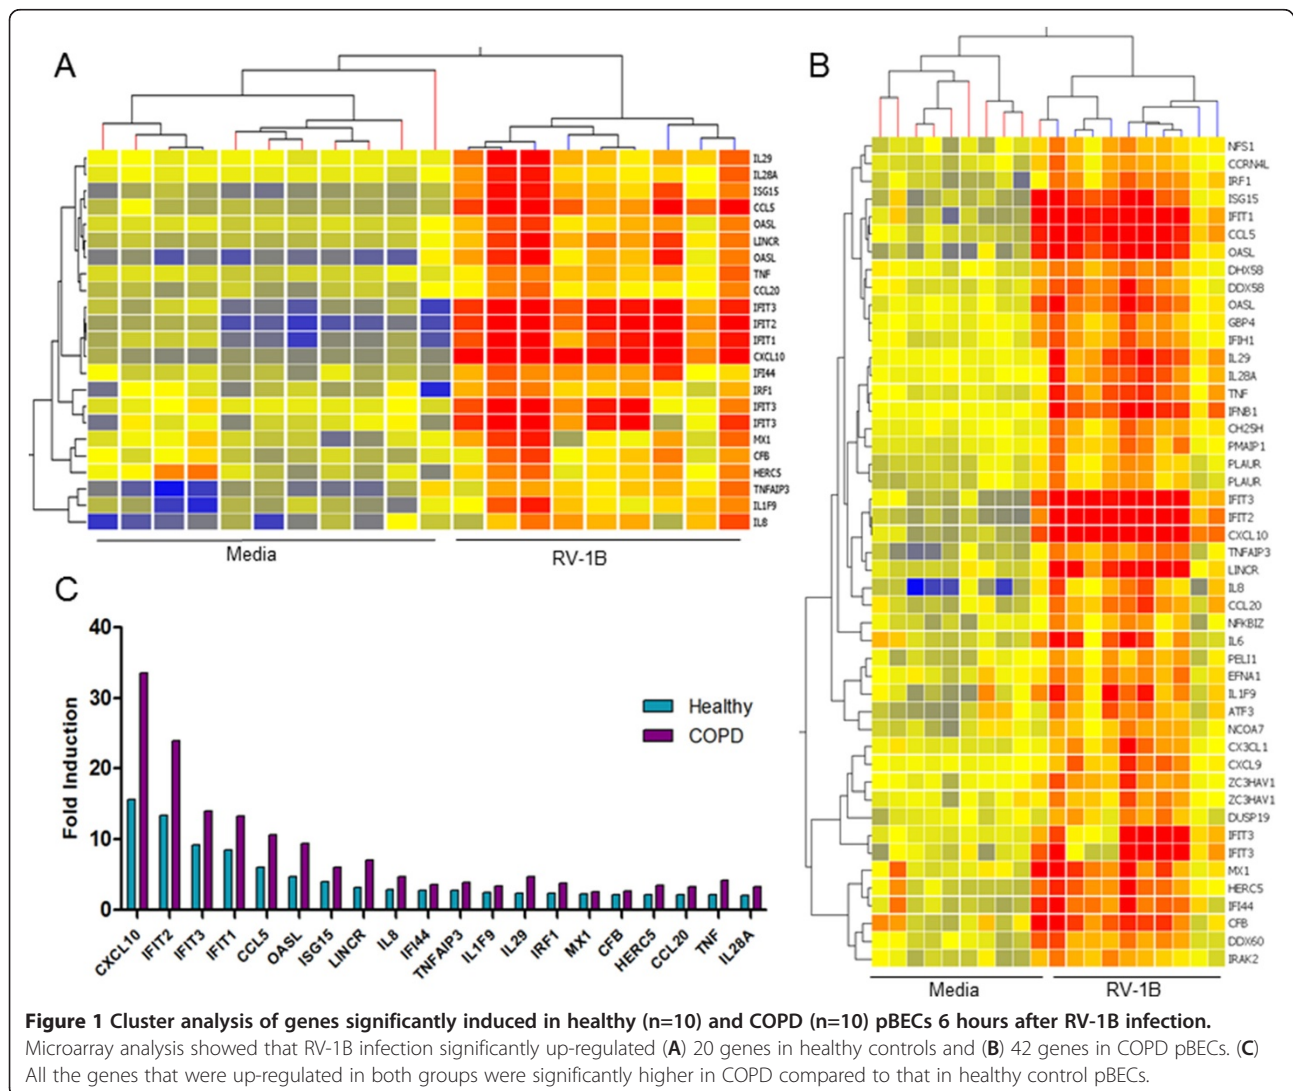 A
IL29
IL28A
ISG15
CCL5
OASL
LINCR
OASL
TNF
CCL20
IFIT3
IFIT2
IFIT1
CXCL10
IFI44
IRF1
IFIT3
IFIT3
MX1
CFB
HERC5
TNFAIP3
IL1F9
IL8
Media
RV-1B
B
NFS1
CCRN4L
IRF1
ISG15
IFIT1
CCL5
OASL
DHX58
DDX58
OASL
GBP4
IFIH1
IL29
IL28A
TNF
IFNB1
CH25H
PMAIP1
PLAUR
PLAUR
IFIT3
IFIT2
CXCL10
TNFAIP3
LINCR
IL8
CCL20
NFKBIZ
IL6
PELI1
EFNA1
IL1F9
ATF3
NCOA7
CX3CL1
CXCL9
ZC3HAV1
ZC3HAV1
DUSP19
IFIT3
IFIT3
MX1
HERC5
IFI44
CFB
DDX60
IRAK2
Media
RV-1B
C
Fold Induction
40
30
20
10
0
Healthy
COPD
CXCL10
IFIT2
IFIT3
IFIT1
CCL5
OASL
ISG15
LINCR
IL8
IFI44
TNFAIP3
IL1F9
IL29
IRF1
MX1
CFB
HERC5
CCL20
TNF
IL28A
Figure 1 Cluster analysis of genes significantly induced in healthy (n=10) and COPD (n=10) pBECs 6 hours after RV-1B infection.
Microarray analysis showed that RV-1B infection significantly up-regulated (A) 20 genes in healthy controls and (B) 42 genes in COPD pBECs. (C)
All the genes that were up-regulated in both groups were significantly higher in COPD compared to that in healthy control pBECs.